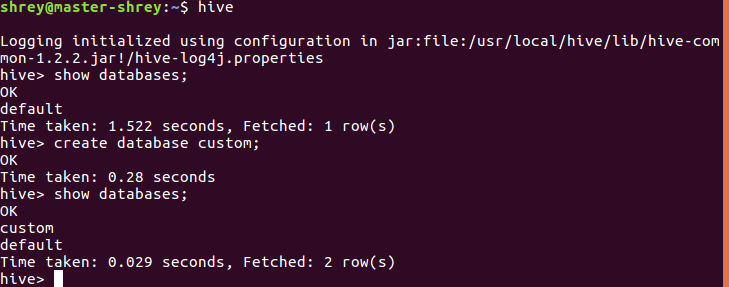 shrey@master-shrey:~$ hive
Logging initialized using configuration in jar:file:/usr/local/hive/lib/hive-com
mon-1.2.2.jar!/hive-log4j.properties
hive> show databases;
OK
default
Time taken: 1.522 seconds, Fetched: 1 row(s)
hive> create database custom;
OK
Time taken: 0.28 seconds
hive> show databases;
OK
custom
default
Time taken: 0.029 seconds, Fetched: 2 row(s)
hive>